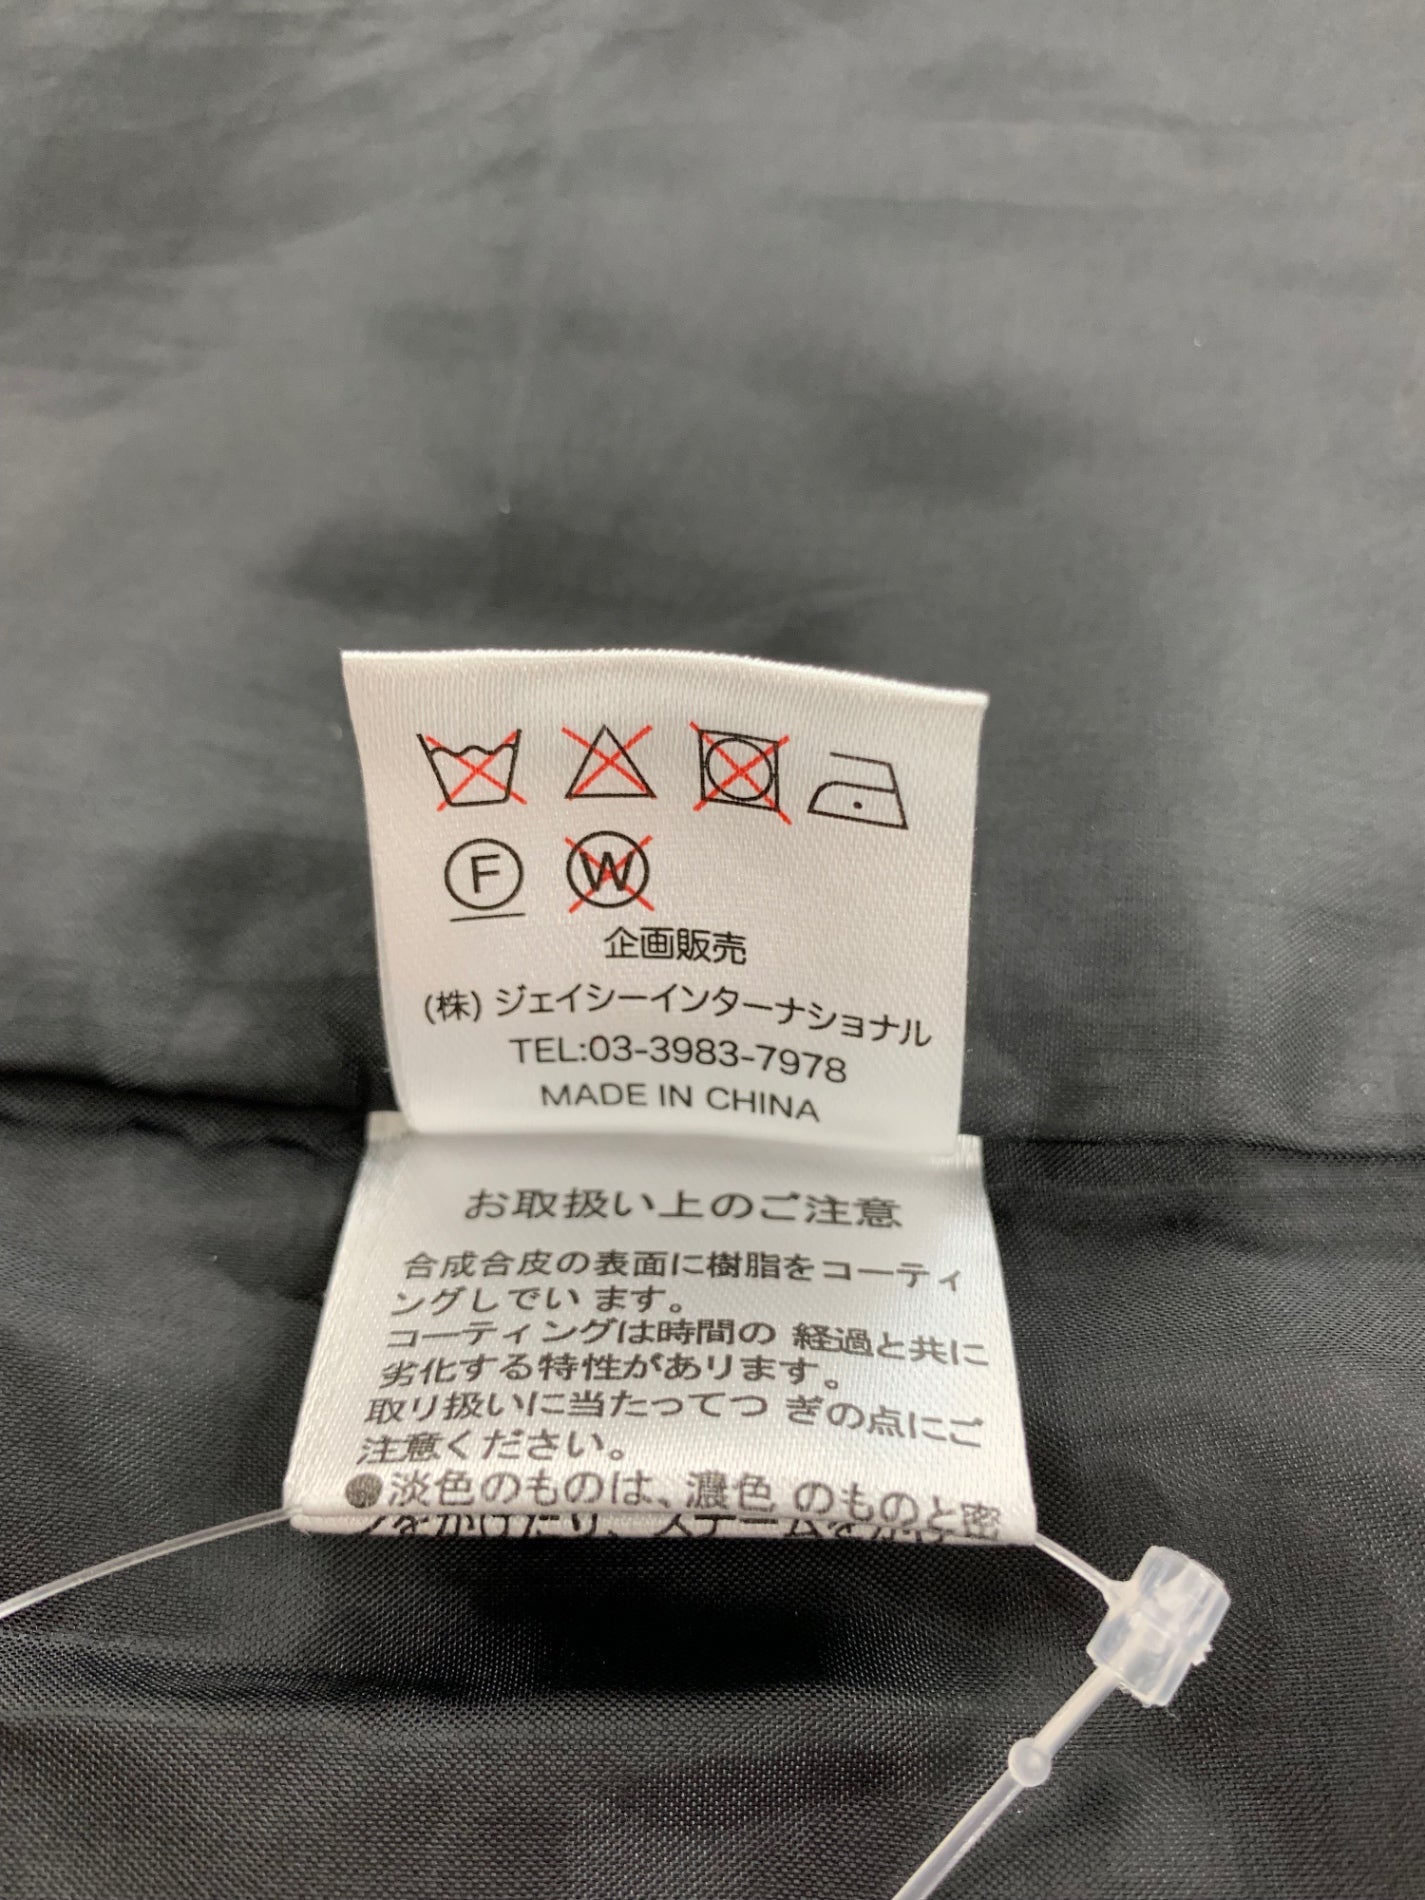 F W
企画販売
(株) ジェイシーインターナショナル
TEL:03-3983-7978
MADE IN CHINA
お取扱い上のご注意
合成合皮の表面に樹脂をコーティ
ングしでい ます。
コーティングは時間の 経過と共に
劣化する特性があります。
取り扱いに当たってつ ぎの点にご
注意ください。
●淡色のものは、濃色 のものと密